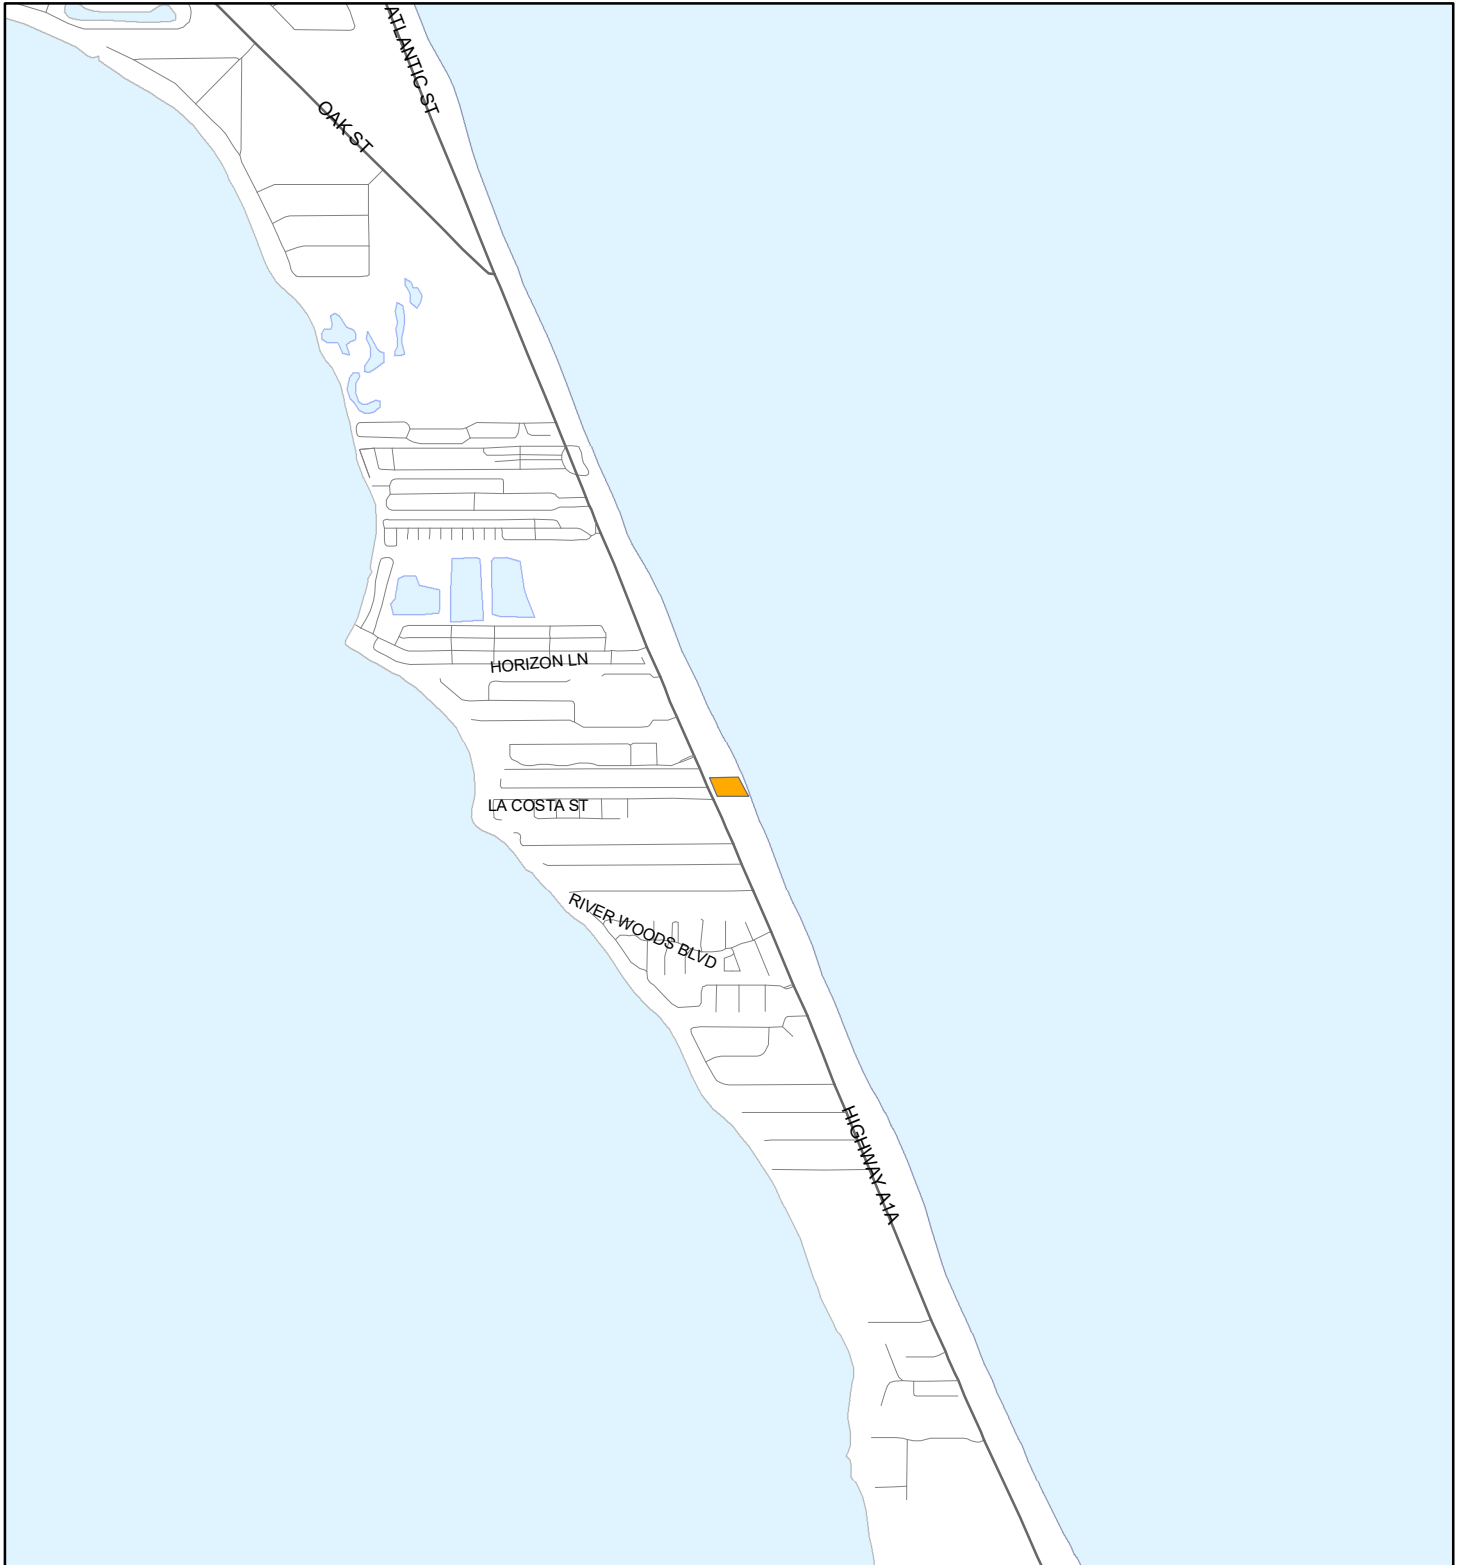 ATLANTIC ST
OAK ST
HORIZON LN
LA COSTA ST
RIVER WOODS BLVD
HIGHWAY A1A